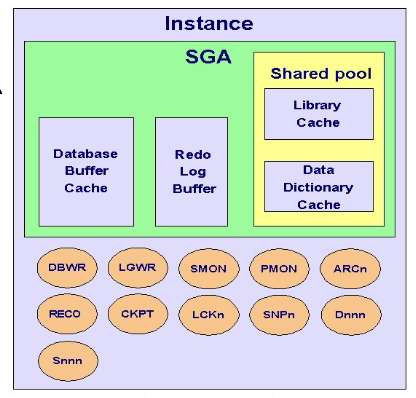 Instance
SGA
Shared pool
Library
Cache
Database
Buffer
Cache
Redo
Log
Buffer
Data
Dictionary
Cache
DBWR
LGWR
SMON
PMON
ARCn
RECO
CKPT
LCKn
SNPn
Dnnn
Snnn